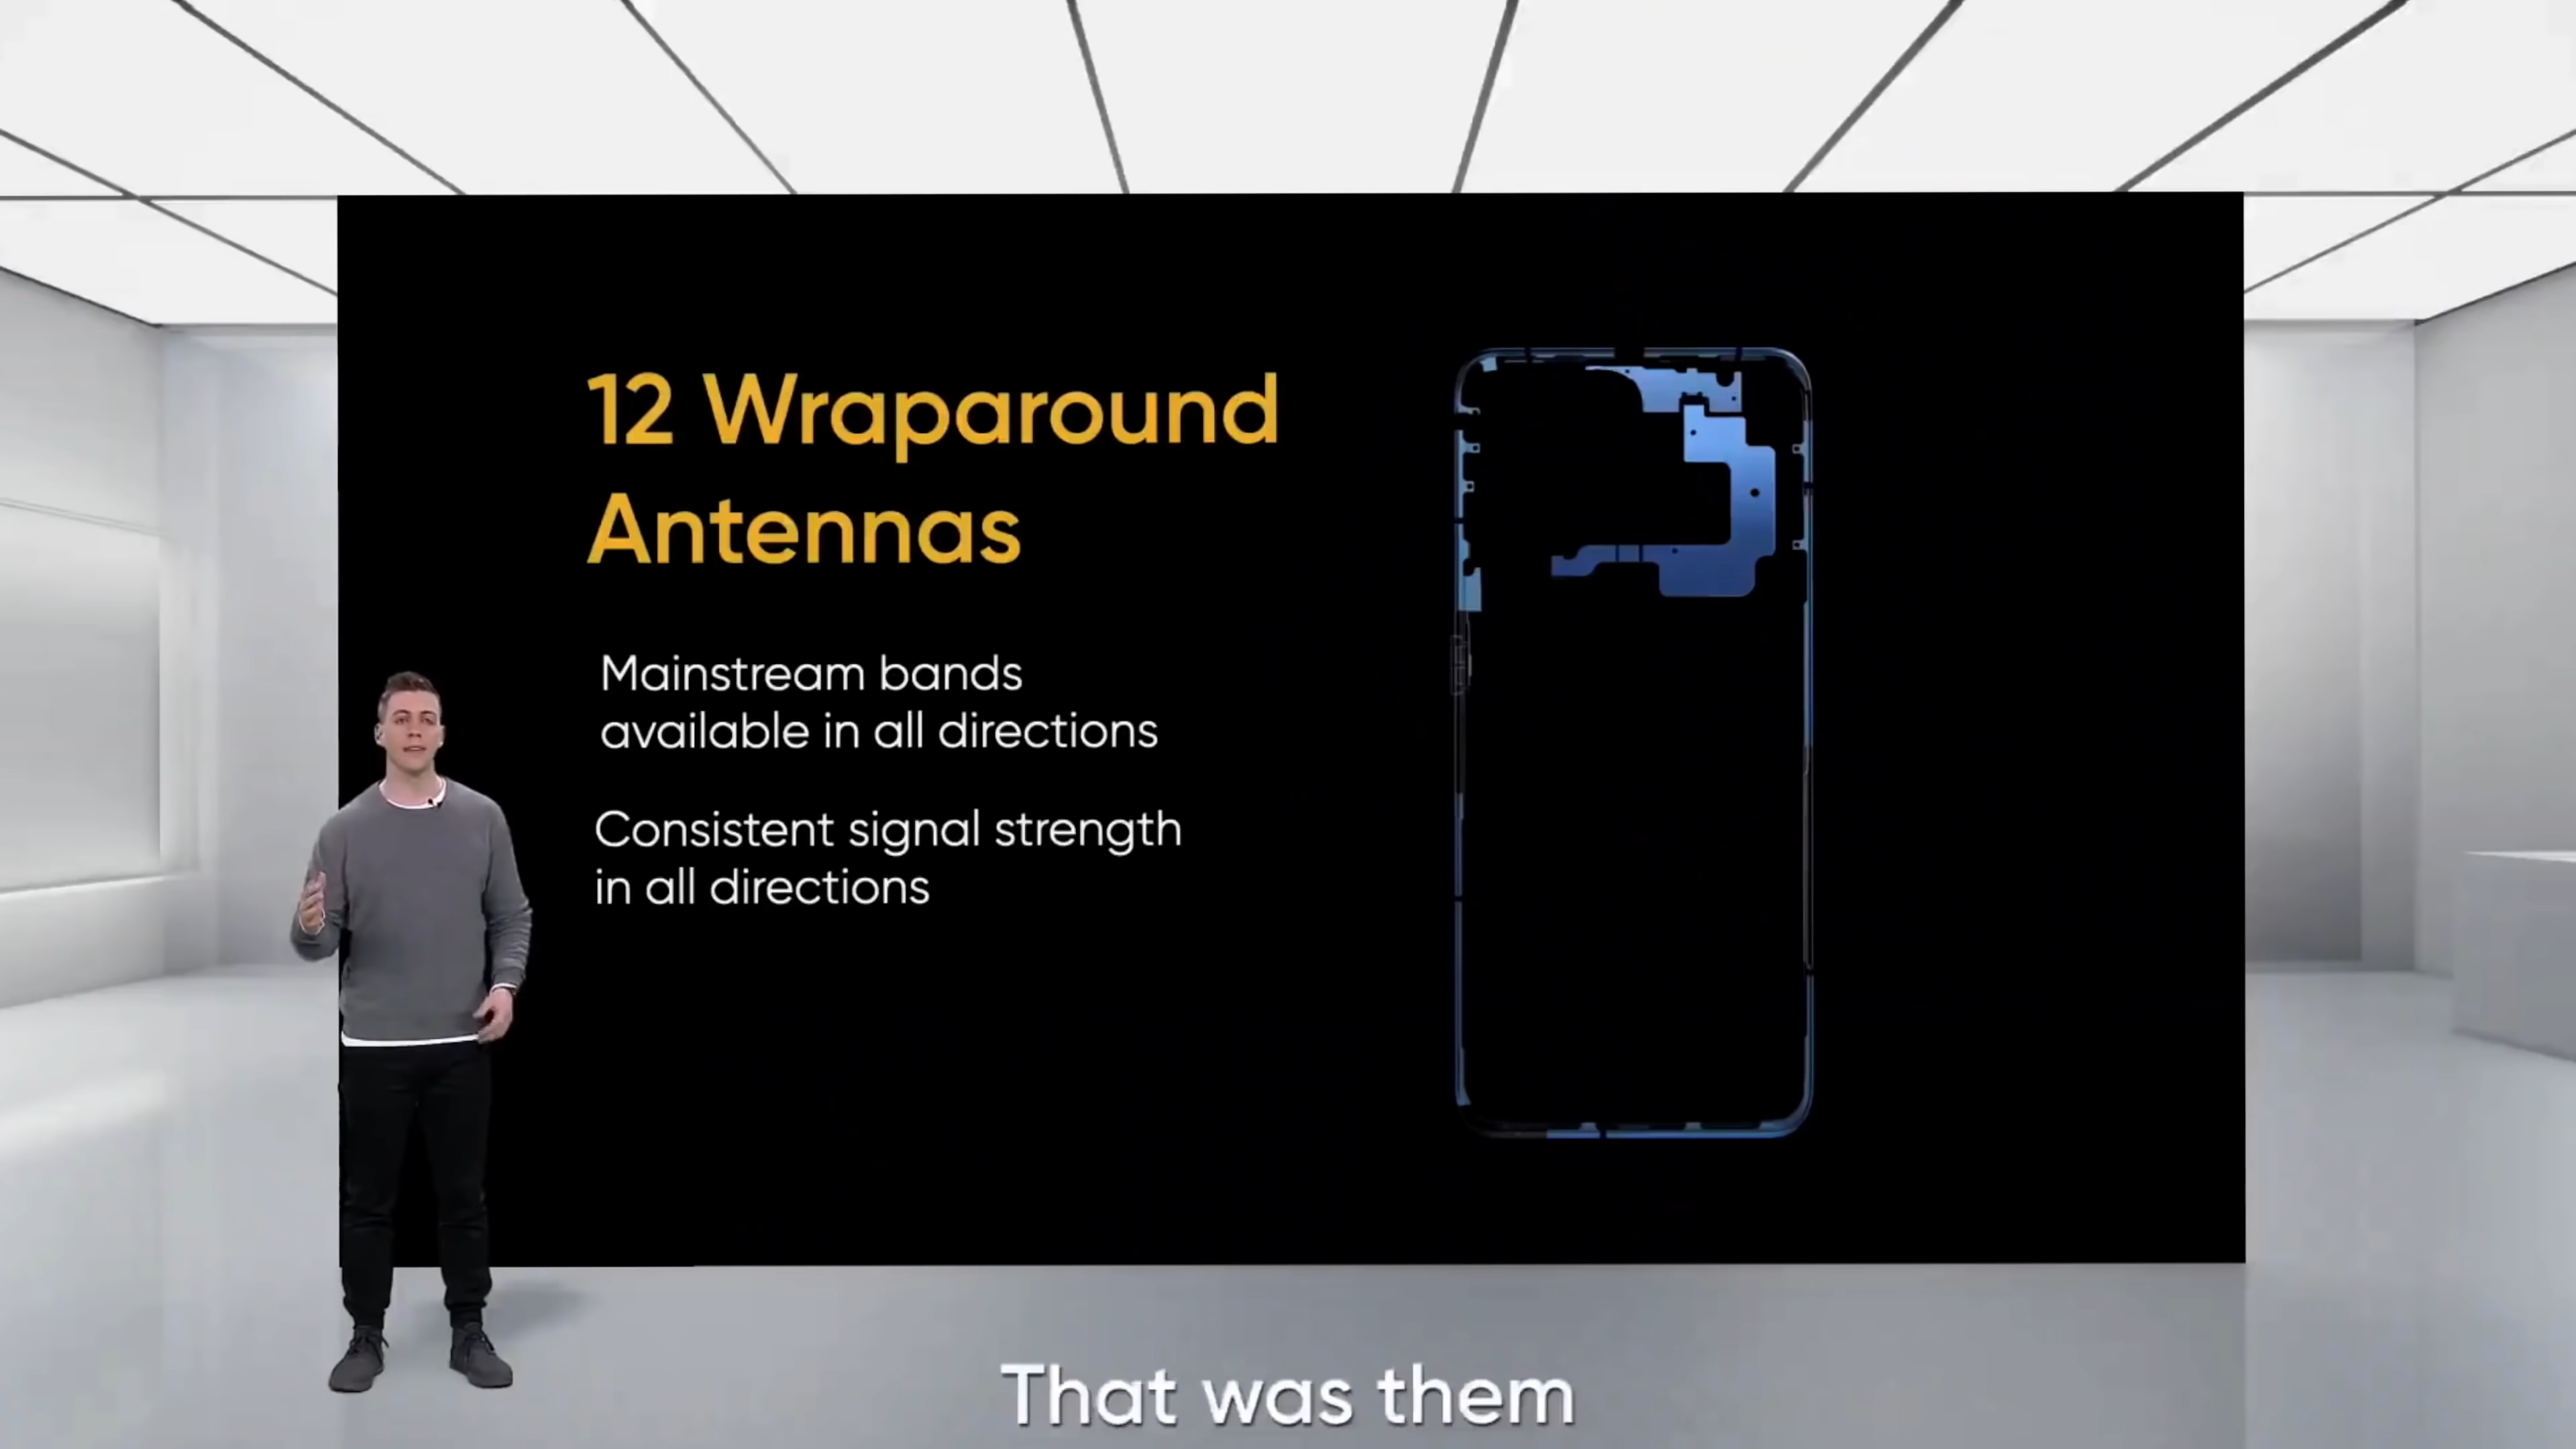 12 Wraparound
Antennas
Mainstream bands
available in all directions
Consistent signal strength
in all directions
That was them